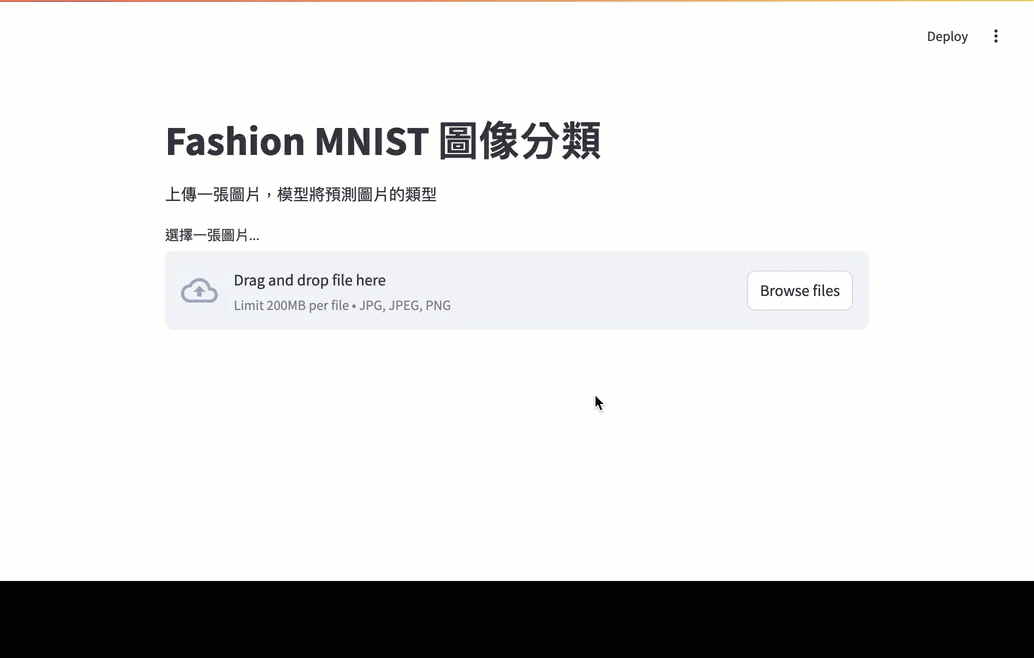 Deploy
Fashion MNIST 圖像分類
上傳一張圖片，模型將預測圖片的類型
選擇一張圖片...
Drag and drop file here
Limit 200MB per file • JPG, JPEG, PNG
Browse files